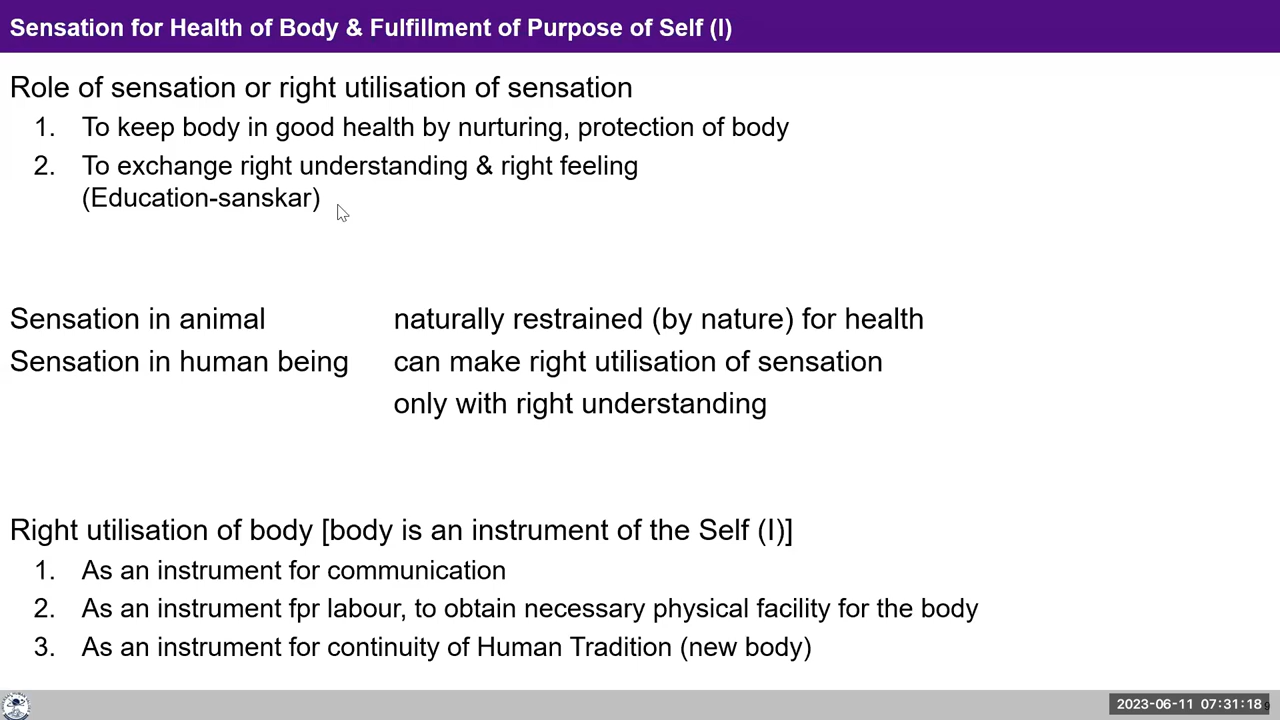 Sensation for Health of Body & Fulfillment of Purpose of Self (I)
Role of sensation or right utilisation of sensation
1. To keep body in good health by nurturing, protection of body
2. To exchange right understanding & right feeling
(Education-sanskar)
Sensation in animal naturally restrained (by nature) for health
Sensation in human being can make right utilisation of sensation
only with right understanding
Right utilisation of body [body is an instrument of the Self (I)]
1. As an instrument for communication
2. As an instrument fpr labour, to obtain necessary physical facility for the body
3. As an instrument for continuity of Human Tradition (new body)
2023-06-11 07:31:18
9